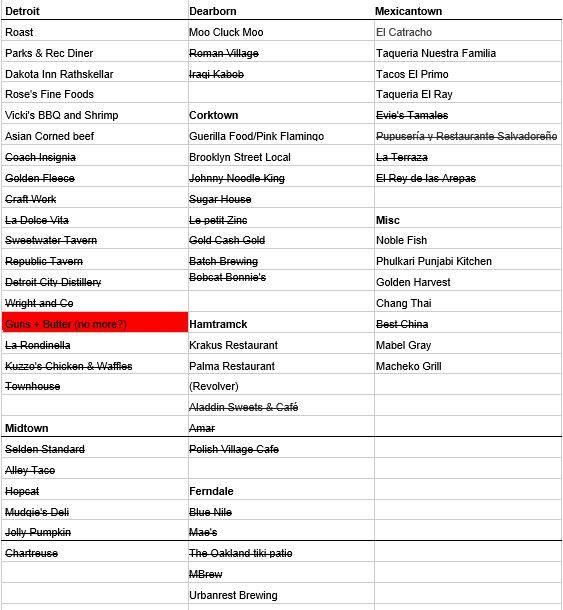 Detroit Dearborn Mexicantown
Roast Moo Cluck Moo El Catracho
Parks & Rec Diner Roman Village Taqueria Nuestra Familia
Dakota Inn Rathskellar Iraqi Kabob Tacos El Primo
Rose's Fine Foods Taqueria El Ray
Vicki's BBQ and Shrimp Corktown Evie's Tamales
Asian Corned beef Guerilla Food/Pink Flamingo Pupusería y Restaurante Salvadoreño
Coach Insignia Brooklyn Street Local La Terraza
Golden Fleece Johnny Noodle King El Rey de las Arepas
Craft Work Sugar House
La Dolce Vita Le petit Zinc Misc
Sweetwater Tavern Gold Cash Gold Noble Fish
Republic Tavern Batch Brewing Phulkari Punjabi Kitchen
Detroit City Distillery Bobcat Bonnie's Golden Harvest
Wright and Co Chang Thai
Guns + Butter (no more?) Hamtramck Best China
La Rondinella Krakus Restaurant Mabel Gray
Kuzzo's Chicken & Waffles Palma Restaurant Macheko Grill
Townhouse (Revolver)
Aladdin Sweets & Café
Midtown Amar
Selden Standard Polish Village Cafe
Alley Taco
Hopcat Ferndale
Mudgie's Deli Blue Nile
Jolly Pumpkin Mae's
Chartreuse The Oakland tiki patio
MBrew
Urbanrest Brewing